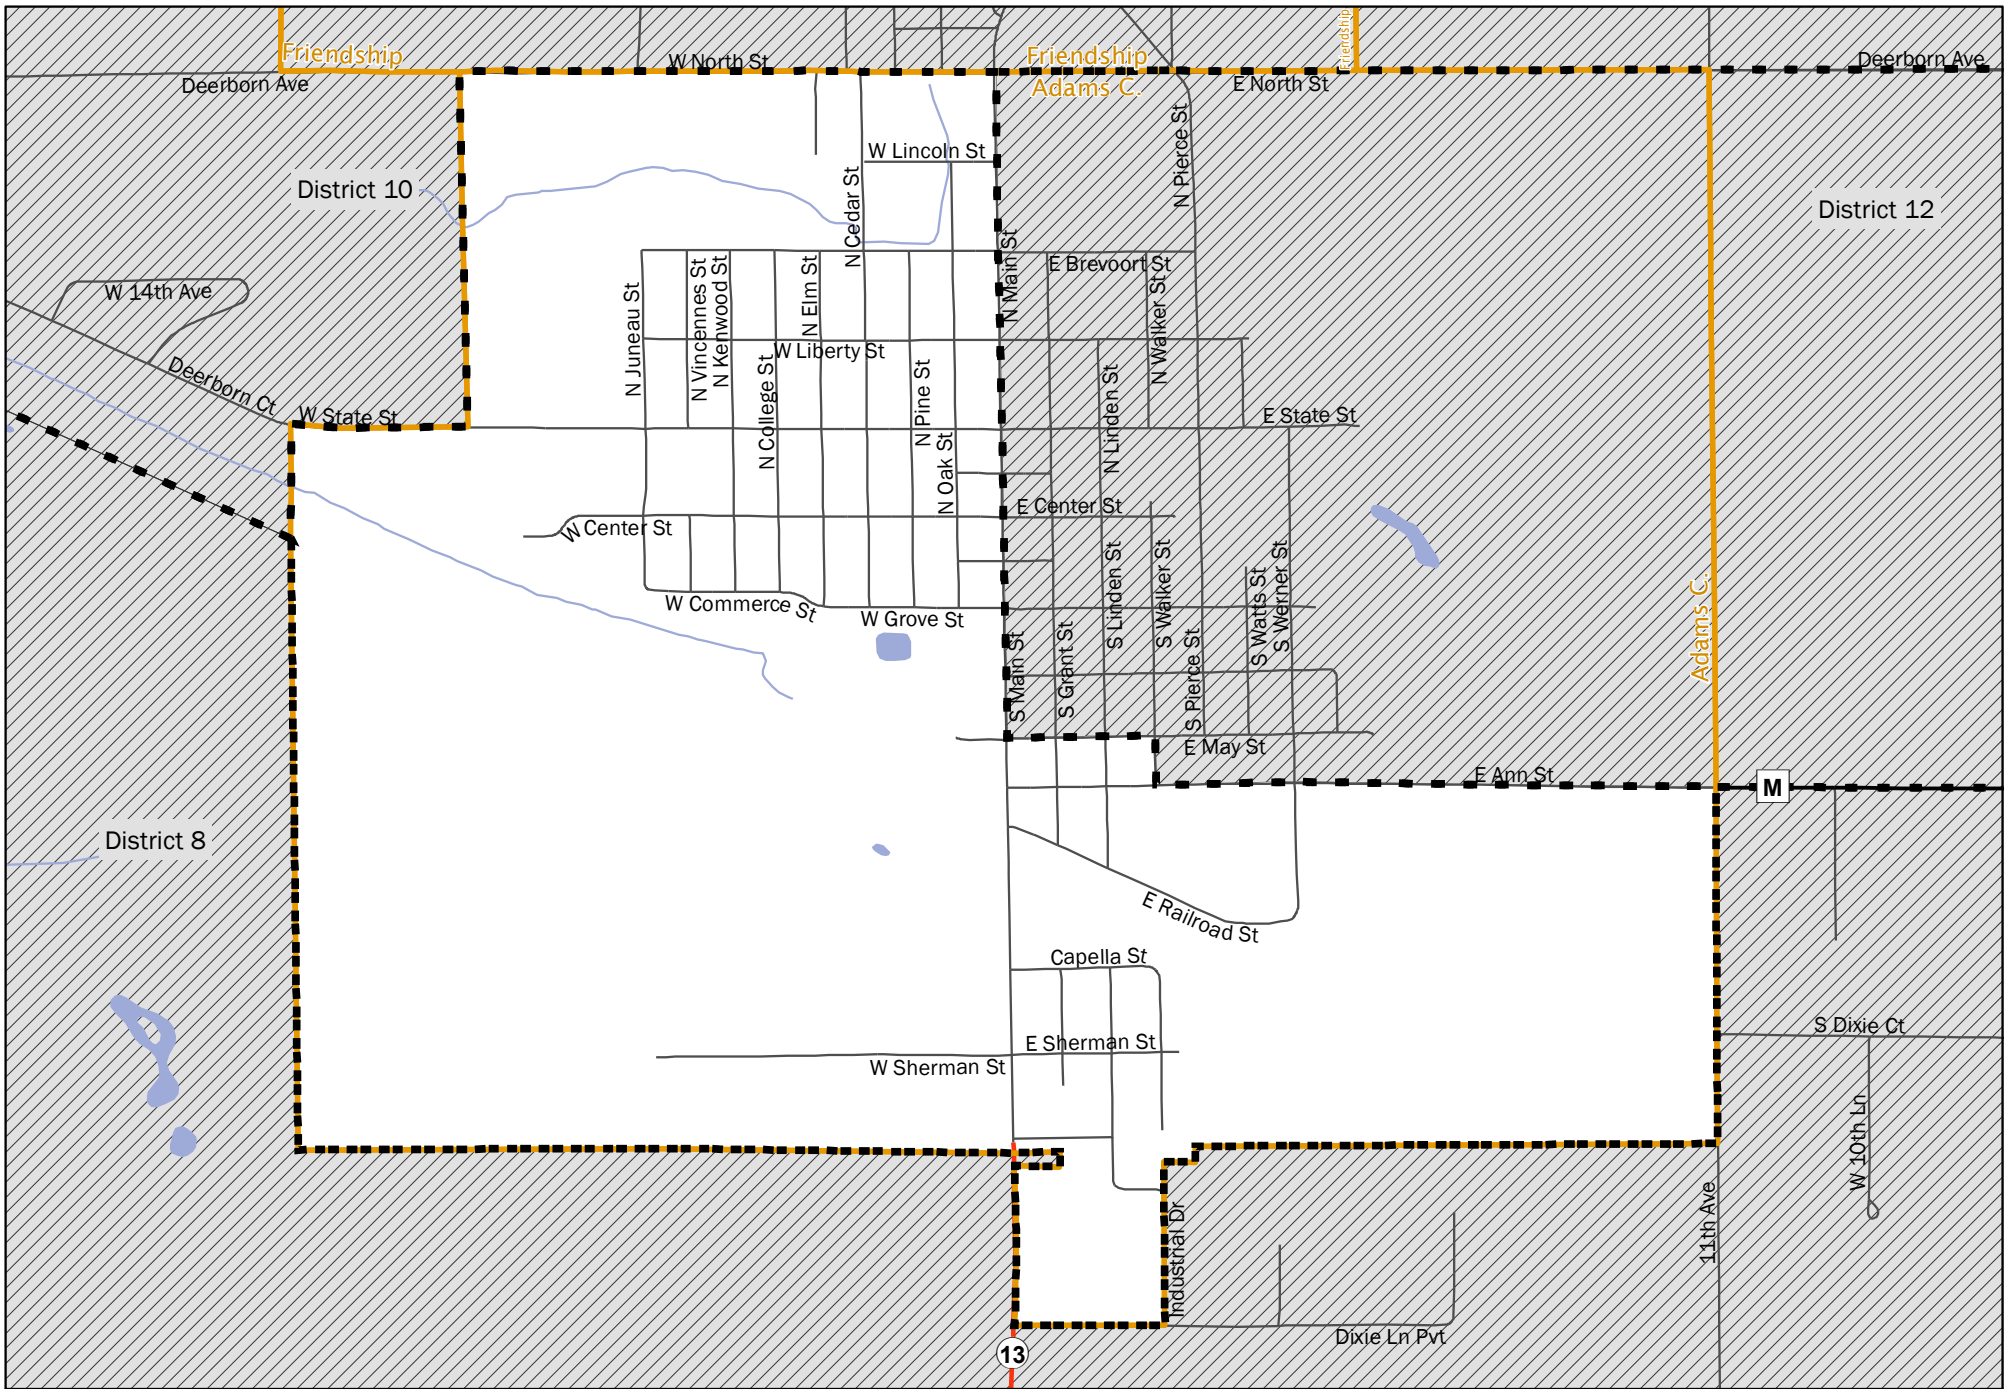 Friendship
W North St
Friendship
Friendship
Deerborn Ave
Deerborn Ave
Adams C.
E North St
N Pierce St
W Lincoln St
District 10
N Cedar St
District 12
N Main St
E Brevoort St
W 14th Ave
N Juneau St
N Vincennes St
N Kenwood St
N Elm St
N Walker St
W Liberty St
Deerborn Ct
N College St
N Pine St
N Linden St
W State St
E State St
N Oak St
E Center St
W Center St
S Linden St
S Walker St
S Watts St
S Werner St
Adams C.
W Commerce St
W Grove St
S Main St
S Grant St
S Pierce St
E May St
E Ann St
M
District 8
E Railroad St
Capella St
E Sherman St
W Sherman St
S Dixie Ct
W 10th Ln
Industrial Dr
11th Ave
Dixie Ln Pvt
13